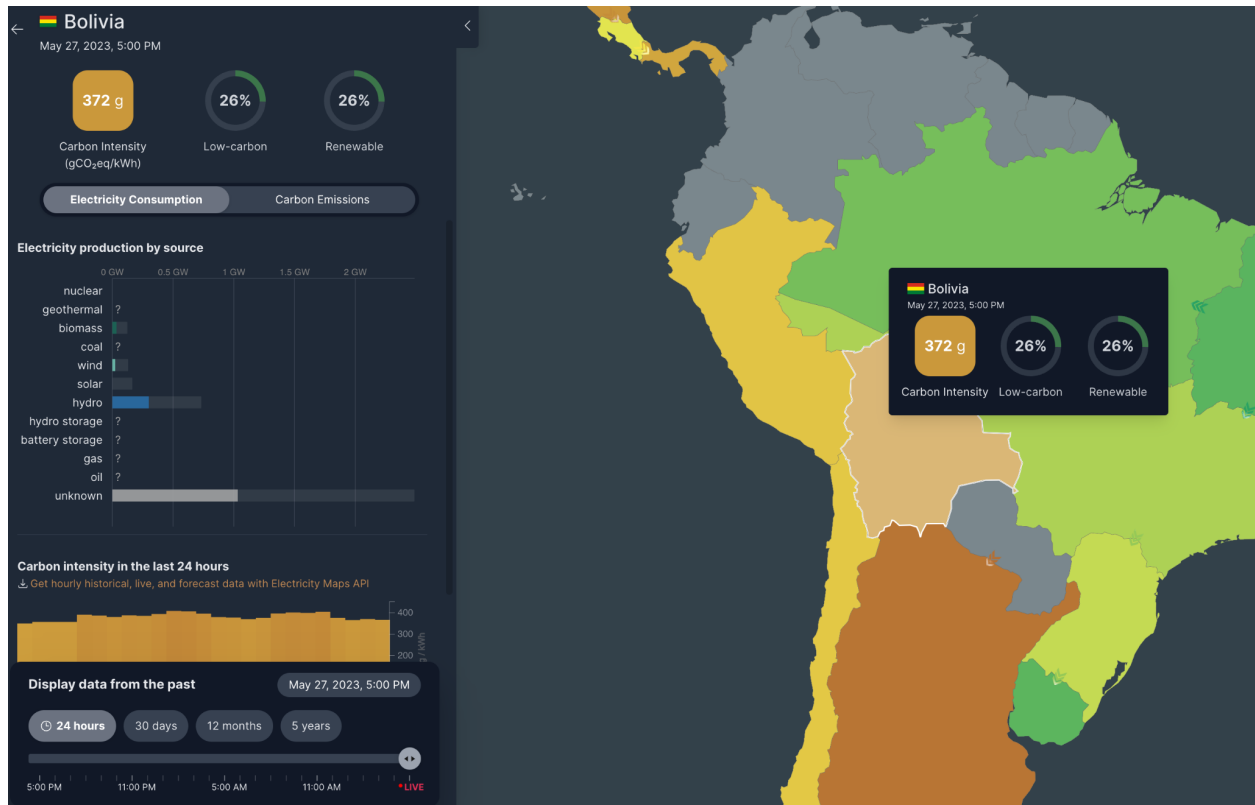 Bolivia
May 27, 2023, 5:00 PM
372 g
26%
26%
Carbon Intensity
(gCO₂eq/kWh)
Low-carbon
Renewable
Electricity Consumption
Carbon Emissions
Electricity production by source
0 GW 0.5 GW 1 GW 1.5 GW 2 GW
nuclear
geothermal ?
biomass
coal ?
wind
solar
hydro
hydro storage ?
battery storage ?
gas ?
oil ?
unknown
Carbon intensity in the last 24 hours
Get hourly historical, live, and forecast data with Electricity Maps API
400
300
200
/ kWh
Display data from the past
May 27, 2023, 5:00 PM
24 hours
30 days
12 months
5 years
5:00 PM 11:00 PM 5:00 AM 11:00 AM LIVE
Bolivia
May 27, 2023, 5:00 PM
372 g
26%
26%
Carbon Intensity
Low-carbon
Renewable